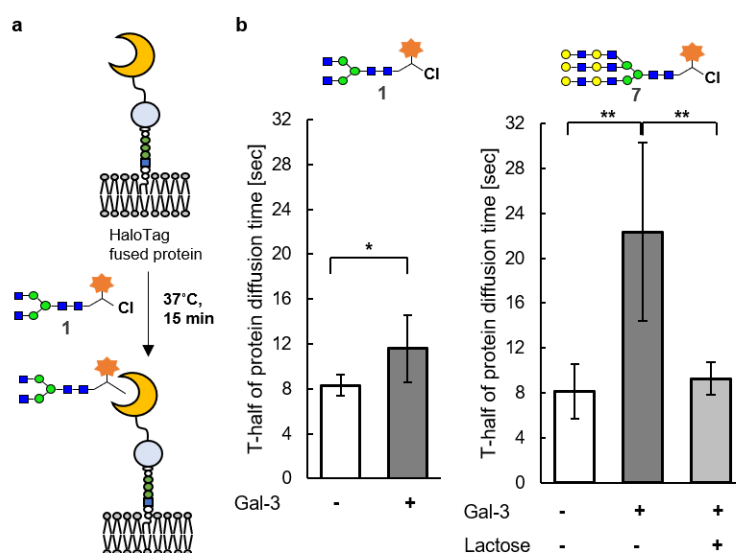 a
HaloTag
fused protein
Cl
1
37°C,
15 min
b
Cl
1
T-half of protein diffusion time [sec]
32
28
24
20
16
12
8
4
0
*
Gal-3 - +
Cl
7
T-half of protein diffusion time [sec]
32
28
24
20
16
12
8
4
0
** **
Gal-3 - + +
Lactose - - +